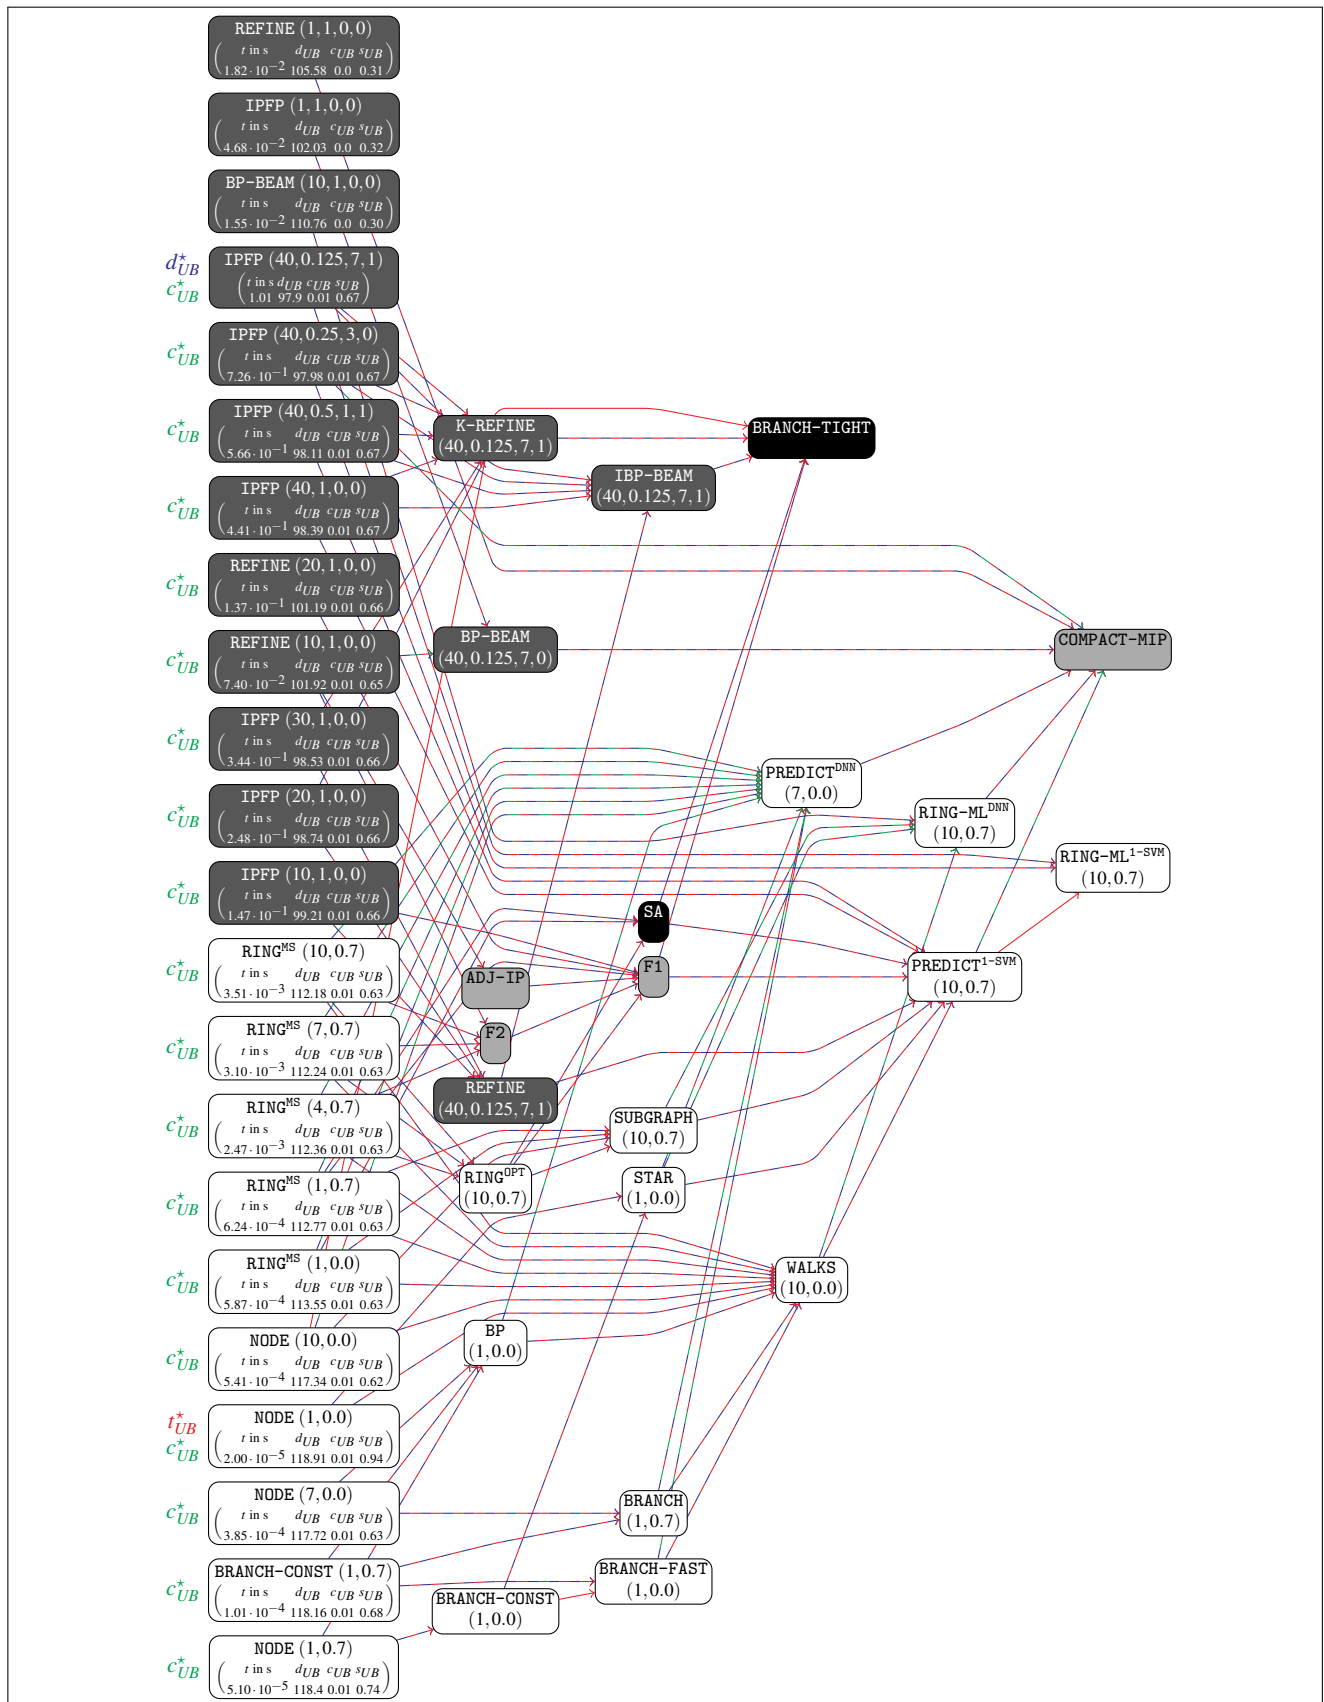 REFINE (1,1,0,0)
t in s d_UB c_UB s_UB
1.82·10^−2 105.58 0.0 0.31
IPFP (1,1,0,0)
t in s d_UB c_UB s_UB
4.68·10^−2 102.03 0.0 0.32
BP-BEAM (10,1,0,0)
t in s d_UB c_UB s_UB
1.55·10^−2 110.76 0.0 0.30
d*_UB
c*_UB
IPFP (40,0.125,7,1)
t in s d_UB c_UB s_UB
1.01 97.9 0.01 0.67
c*_UB
IPFP (40,0.25,3,0)
t in s d_UB c_UB s_UB
7.26·10^−1 97.98 0.01 0.67
c*_UB
IPFP (40,0.5,1,1)
t in s d_UB c_UB s_UB
5.66·10^−1 98.11 0.01 0.67
c*_UB
IPFP (40,1,0,0)
t in s d_UB c_UB s_UB
4.41·10^−1 98.39 0.01 0.67
c*_UB
REFINE (20,1,0,0)
t in s d_UB c_UB s_UB
1.37·10^−1 101.19 0.01 0.66
c*_UB
REFINE (10,1,0,0)
t in s d_UB c_UB s_UB
7.40·10^−2 101.92 0.01 0.65
c*_UB
IPFP (30,1,0,0)
t in s d_UB c_UB s_UB
3.44·10^−1 98.53 0.01 0.66
c*_UB
IPFP (20,1,0,0)
t in s d_UB c_UB s_UB
2.48·10^−1 98.74 0.01 0.66
c*_UB
IPFP (10,1,0,0)
t in s d_UB c_UB s_UB
1.47·10^−1 99.21 0.01 0.66
c*_UB
RING^MS (10,0.7)
t in s d_UB c_UB s_UB
3.51·10^−3 112.18 0.01 0.63
c*_UB
RING^MS (7,0.7)
t in s d_UB c_UB s_UB
3.10·10^−3 112.24 0.01 0.63
c*_UB
RING^MS (4,0.7)
t in s d_UB c_UB s_UB
2.47·10^−3 112.36 0.01 0.63
c*_UB
RING^MS (1,0.7)
t in s d_UB c_UB s_UB
6.24·10^−4 112.77 0.01 0.63
c*_UB
RING^MS (1,0.0)
t in s d_UB c_UB s_UB
5.87·10^−4 113.55 0.01 0.63
c*_UB
NODE (10,0.0)
t in s d_UB c_UB s_UB
5.41·10^−4 117.34 0.01 0.62
t*_UB
c*_UB
NODE (1,0.0)
t in s d_UB c_UB s_UB
2.00·10^−5 118.91 0.01 0.94
c*_UB
NODE (7,0.0)
t in s d_UB c_UB s_UB
3.85·10^−4 117.72 0.01 0.63
c*_UB
BRANCH-CONST (1,0.7)
t in s d_UB c_UB s_UB
1.01·10^−4 118.16 0.01 0.68
c*_UB
NODE (1,0.7)
t in s d_UB c_UB s_UB
5.10·10^−5 118.4 0.01 0.74
K-REFINE
(40,0.125,7,1)
BP-BEAM
(40,0.125,7,0)
ADJ-IP
F2
REFINE
(40,0.125,7,1)
RING^OPT
(10,0.7)
BP
(1,0.0)
BRANCH-CONST
(1,0.0)
IBP-BEAM
(40,0.125,7,1)
SA
F1
SUBGRAPH
(10,0.7)
STAR
(1,0.0)
BRANCH
(1,0.7)
BRANCH-FAST
(1,0.0)
BRANCH-TIGHT
PREDICT^DNN
(7,0.0)
WALKS
(10,0.0)
RING-ML^DNN
(10,0.7)
PREDICT^1-SVM
(10,0.7)
COMPACT-MIP
RING-ML^1-SVM
(10,0.7)